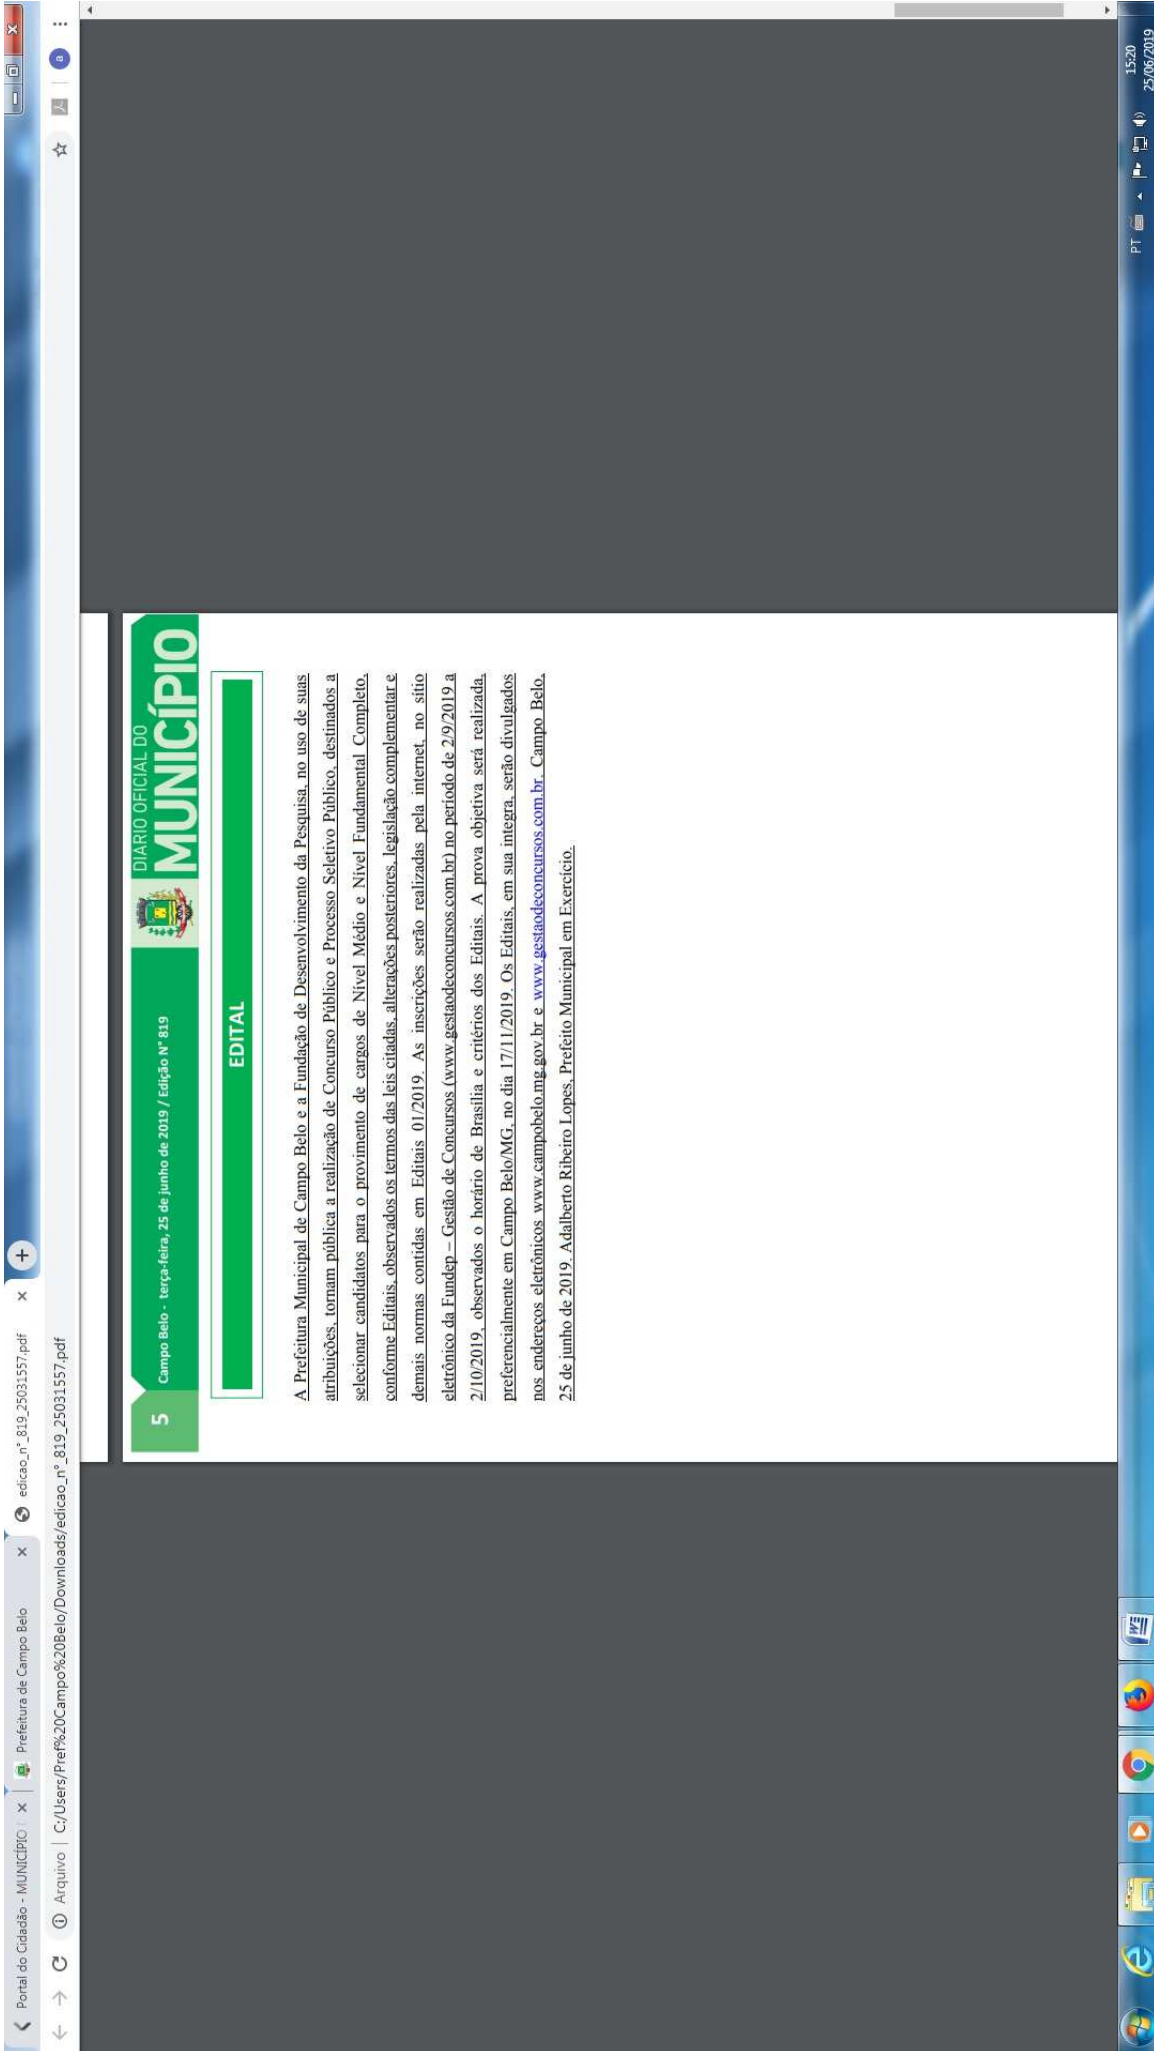 Portal do Cidadão - MUNICÍPIO
Prefeitura de Campo Belo
edicao_n°_819_25031557.pdf
Arquivo | C:/Users/Pref%20Campo%20Belo/Downloads/edicao_n°_819_25031557.pdf
a
5
Campo Belo - terça-feira, 25 de junho de 2019 / Edição N° 819
DIARIO OFICIAL DO
MUNICÍPIO
EDITAL
A Prefeitura Municipal de Campo Belo e a Fundação de Desenvolvimento da Pesquisa, no uso de suas
atribuições, tornam pública a realização de Concurso Público e Processo Seletivo Público, destinados a
selecionar candidatos para o provimento de cargos de Nível Médio e Nível Fundamental Completo,
conforme Editais, observados os termos das leis citadas, alterações posteriores, legislação complementar e
demais normas contidas em Editais 01/2019. As inscrições serão realizadas pela internet, no sítio
eletrônico da Fundep – Gestão de Concursos (www.gestaodeconcursos.com.br) no período de 2/9/2019 a
2/10/2019, observados o horário de Brasília e critérios dos Editais. A prova objetiva será realizada,
preferencialmente em Campo Belo/MG, no dia 17/11/2019. Os Editais, em sua integra, serão divulgados
nos endereços eletrônicos www.campobelo.mg.gov.br e www.gestaodeconcursos.com.br. Campo Belo,
25 de junho de 2019. Adalberto Ribeiro Lopes, Prefeito Municipal em Exercício.
PT
15:20
25/06/2019